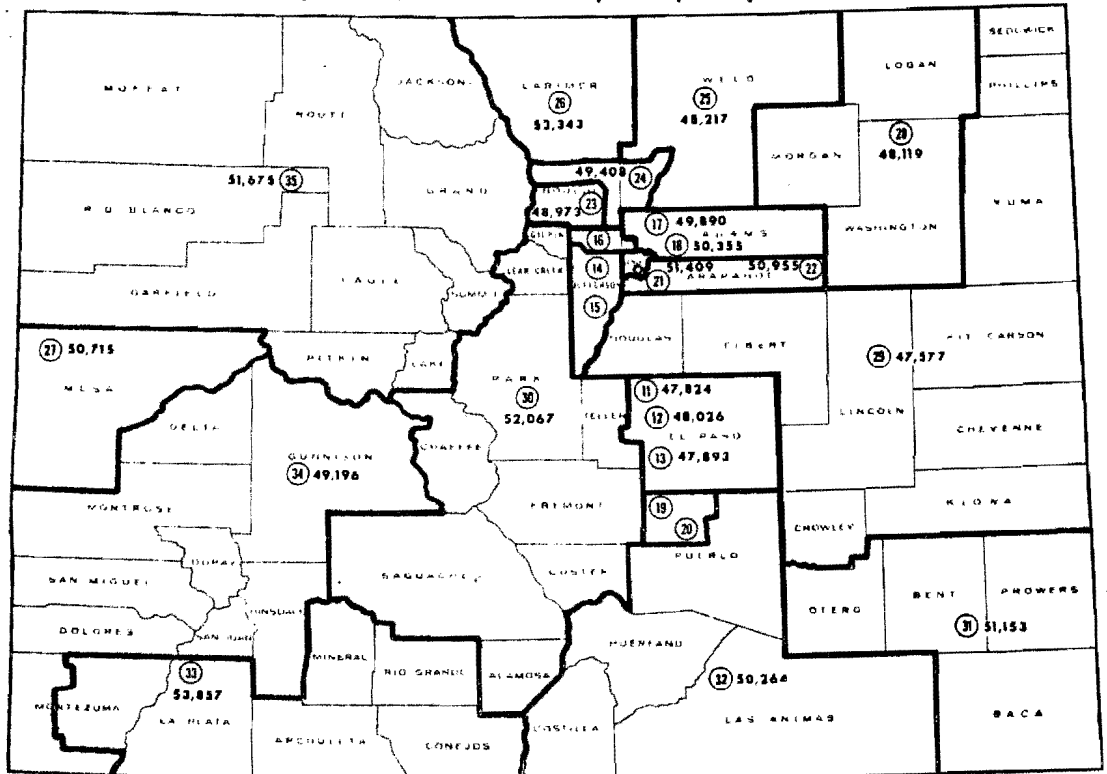 SEDGWICK
LOGAN
WELD
JACKSON
LARIMER
MOFFAT
PHILLIPS
26
25
53,343
48,217
ROUTT
28
MORGAN
48,119
49,408
24
51,675 35
GRAND
YUMA
RIO BLANCO
23
48,973
17 49,890
ADAMS
WASHINGTON
GILPIN
16
18 50,355
CLEAR CREEK
14
51,409
50,955 22
EAGLE
JEFFERSON
21
ARAPAHOE
GARFIELD
SUMMIT
15
DOUGLAS
ELBERT
KIT CARSON
27 50,715
29 47,577
PITKIN
LAKE
MESA
PARK
30
11 47,824
52,067
TELLER
12 48,026
LINCOLN
DELTA
EL PASO
CHEYENNE
CHAFFEE
GUNNISON
13 47,893
34 49,196
MONTROSE
FREMONT
19
KIOWA
20
CROWLEY
PUEBLO
OURAY
SAGUACHE
CUSTER
SAN MIGUEL
BENT
PROWERS
HINSDALE
OTERO
DOLORES
SAN JUAN
31 51,153
HUERFANO
MINERAL
RIO GRANDE
ALAMOSA
33
32 50,264
53,857
MONTEZUMA
LA PLATA
LAS ANIMAS
BACA
COSTILLA
ARCHULETA
CONEJOS